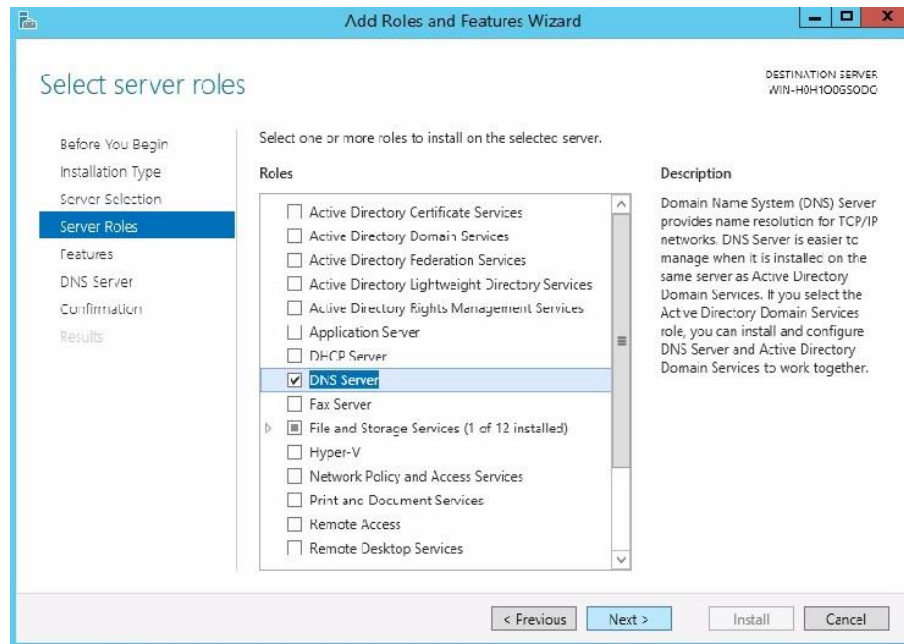 Add Roles and Features Wizard
Select server roles
DESTINATION SERVER
WIN-H0H1O0GSODO
Before You Begin
Installation Type
Server Selection
Server Roles
Features
DNS Server
Confirmation
Results
Select one or more roles to install on the selected server.
Roles
Active Directory Certificate Services
Active Directory Domain Services
Active Directory Federation Services
Active Directory Lightweight Directory Services
Active Directory Rights Management Services
Application Server
DHCP Server
DNS Server
Fax Server
File and Storage Services (1 of 12 installed)
Hyper-V
Network Policy and Access Services
Print and Document Services
Remote Access
Remote Desktop Services
Description
Domain Name System (DNS) Server
provides name resolution for TCP/IP
networks. DNS Server is easier to
manage when it is installed on the
same server as Active Directory
Domain Services. If you select the
Active Directory Domain Services
role, you can install and configure
DNS Server and Active Directory
Domain Services to work together.
< Previous
Next >
Install
Cancel